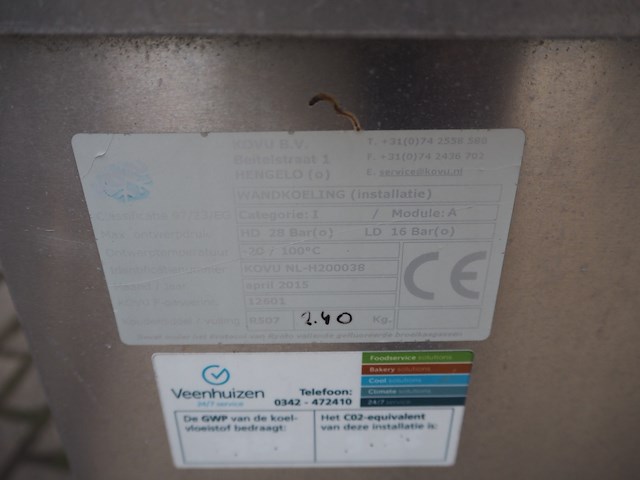 KOVU B.V. T. +31(0)74 2558 585
Beitelstraat 1 F. +31(0)74 2436 702
HENGELO (o) E. service@kovu.nl
WANDKOELING (installatie)
Categorie: I / Module: A
HD 28 Bar(o) LD 16 Bar(o)
-20 / 100°C
KOVU NL-H200038
april 2015
12601
R507 2.40 Kg.
CE
Veenhuizen
24/7 service
Telefoon:
0342 - 472410
Foodservice solutions
Bakery solutions
Cool solutions
Climate solutions
24/7 service
De GWP van de koel-
vloeistof bedraagt:
Het C02-equivalent
van deze installatie is: